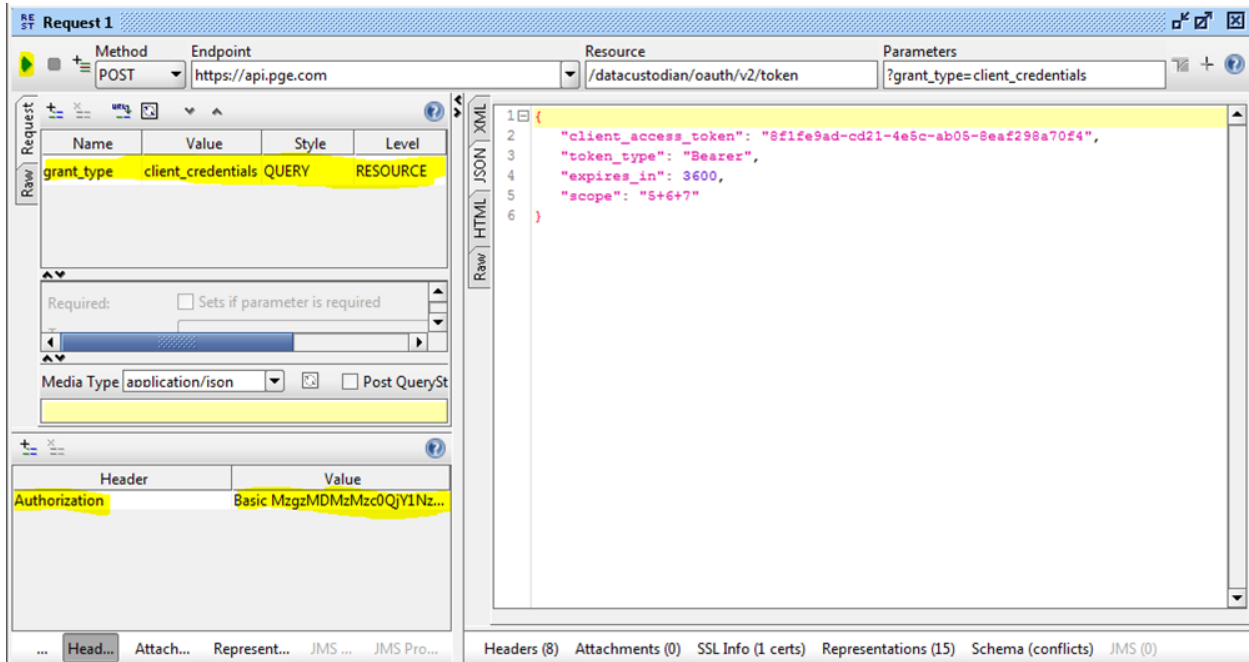 REST Request 1
Method Endpoint Resource Parameters
POST https://api.pge.com /datacustodian/oauth/v2/token ?grant_type=client_credentials
Request
Raw
Name Value Style Level
grant_type client_credentials QUERY RESOURCE
Required: Sets if parameter is required
Media Type application/json Post QuerySt
Header Value
Authorization Basic MzgzMDMzMzc0QjY1Nz...
... Head... Attach... Represent... JMS ... JMS Pro...
XML
JSON
HTML
Raw
1 {
2 "client_access_token": "8f1fe9ad-cd21-4e5c-ab05-8eaf298a70f4",
3 "token_type": "Bearer",
4 "expires_in": 3600,
5 "scope": "5+6+7"
6 }
Headers (8) Attachments (0) SSL Info (1 certs) Representations (15) Schema (conflicts) JMS (0)